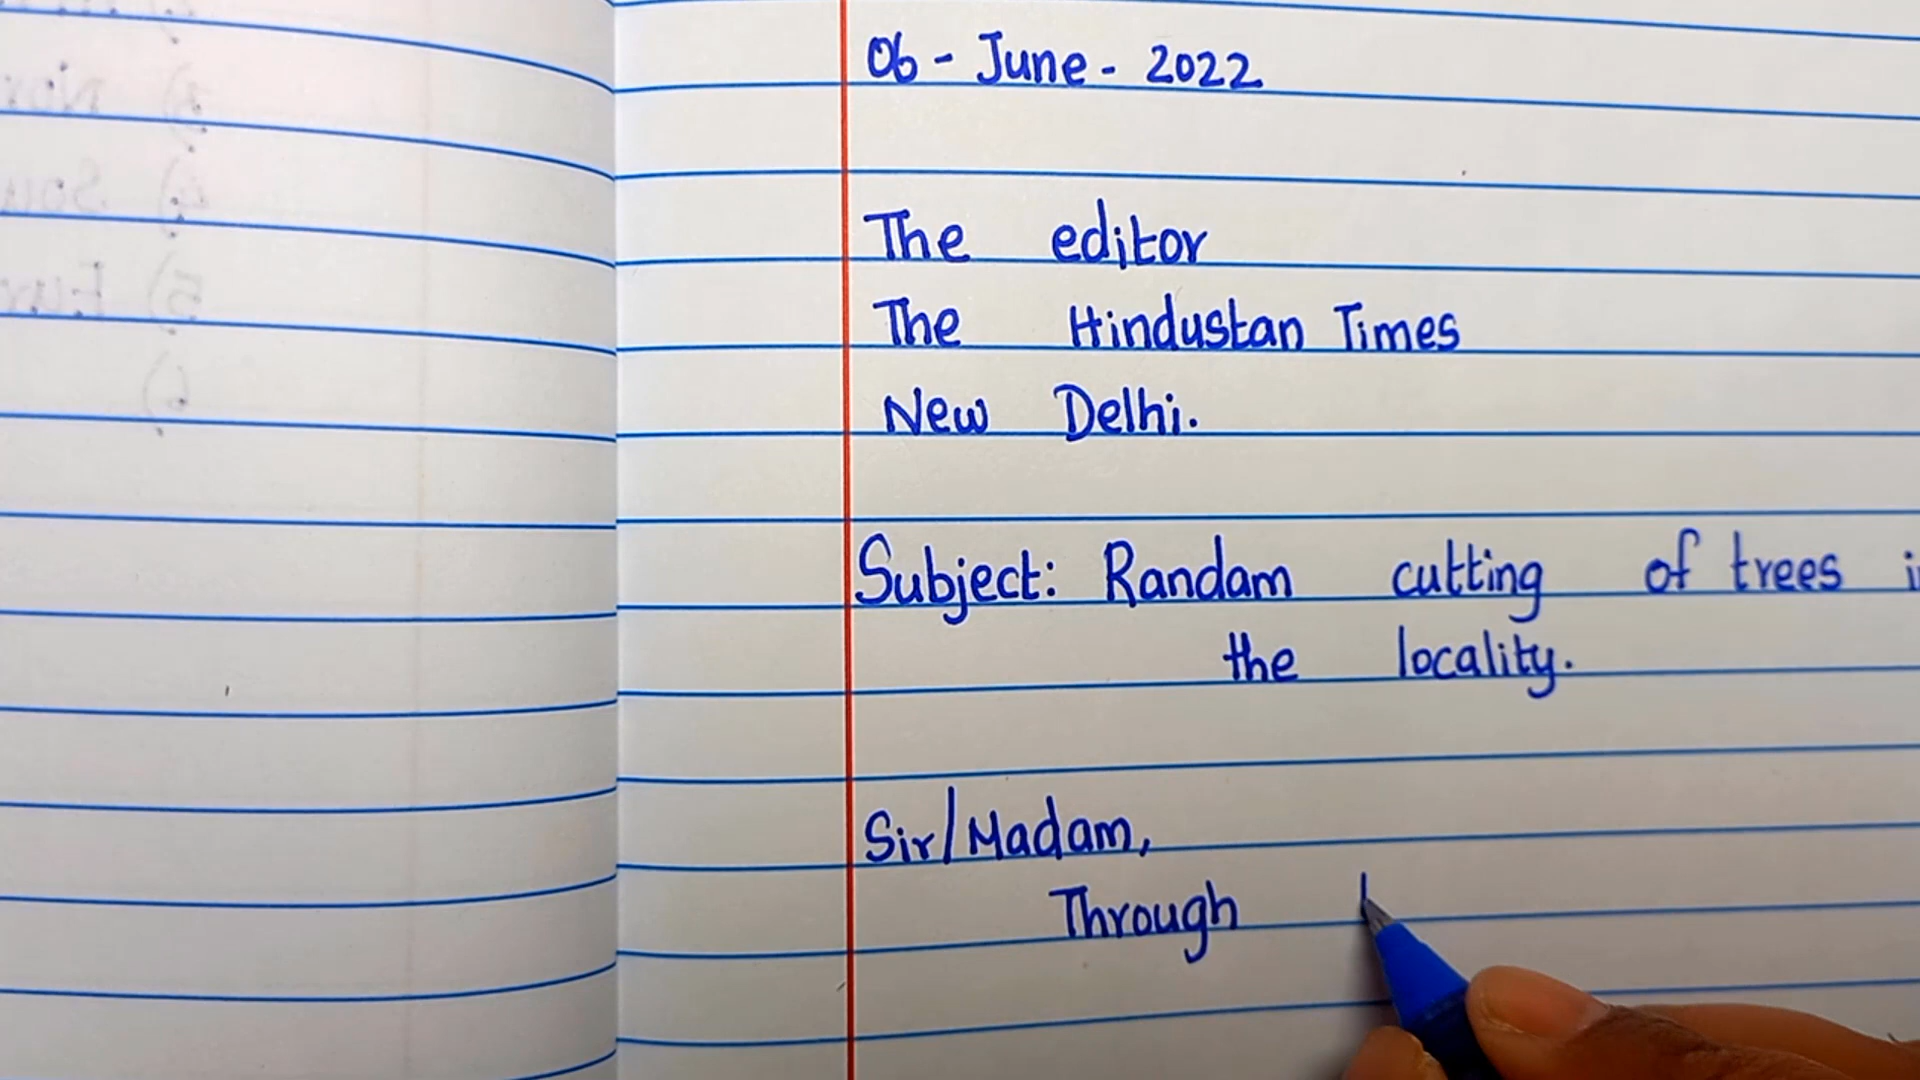 06 - June - 2022
The editor
The Hindustan Times
New Delhi.
Subject: Randam cutting of trees in
the locality.
Sir/Madam,
Through